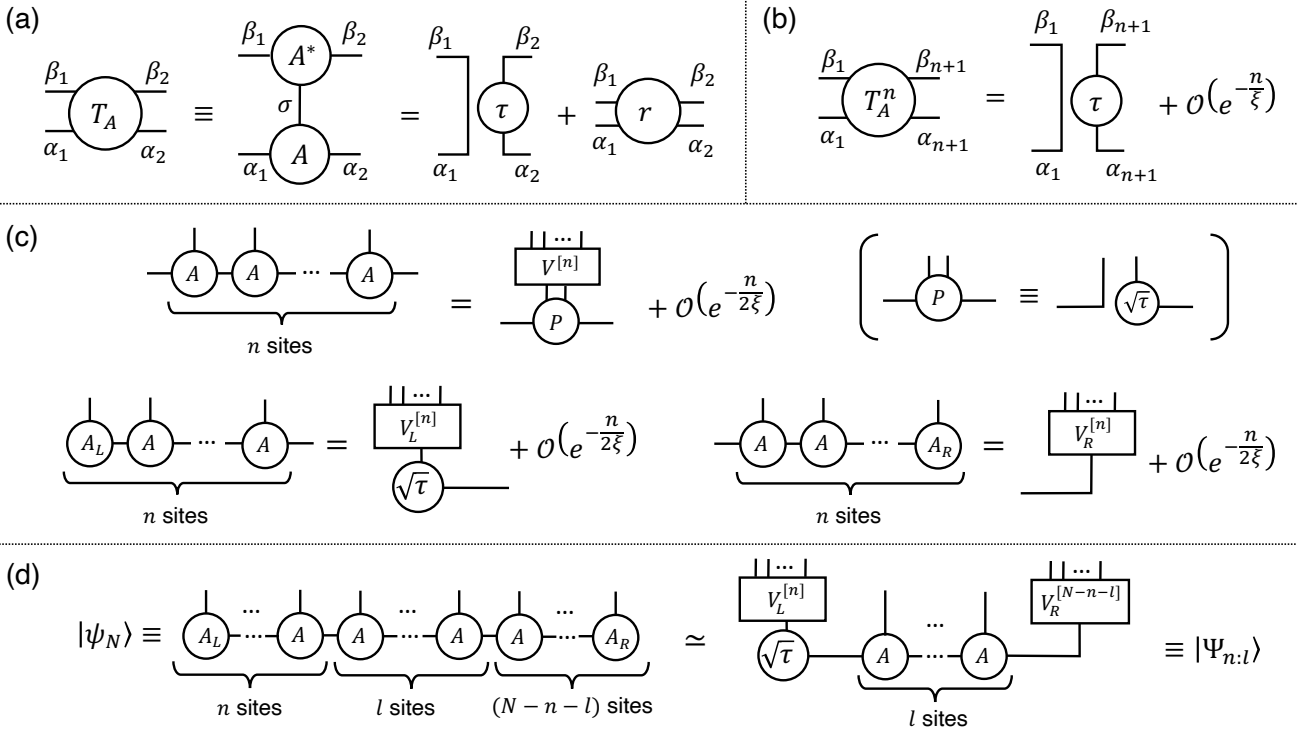 (a)
β₁ β₂
T_A
α₁ α₂
≡
β₁ A* β₂
σ
α₁ A α₂
=
β₁ β₂
τ
α₁ α₂
+
β₁ β₂
r
α₁ α₂
(b)
β₁ β_{n+1}
T_A^n
α₁ α_{n+1}
=
β₁ β_{n+1}
τ
α₁ α_{n+1}
+ 𝒪(e^{-n/ξ})
(c)
A A ... A
n sites
=
...
V^{[n]}
P
+ 𝒪(e^{-n/2ξ})
( P ≡ √τ )
A_L A ... A
n sites
=
...
V_L^{[n]}
√τ
+ 𝒪(e^{-n/2ξ})
A A ... A_R
n sites
=
...
V_R^{[n]}
+ 𝒪(e^{-n/2ξ})
(d)
|ψ_N⟩ ≡
... ... ...
A_L ... A A ... A A ... A_R
n sites l sites (N − n − l) sites
≃
...
V_L^{[n]}
√τ
...
A ... A
l sites
...
V_R^{[N−n−l]}
≡ |Ψ_{n:l}⟩